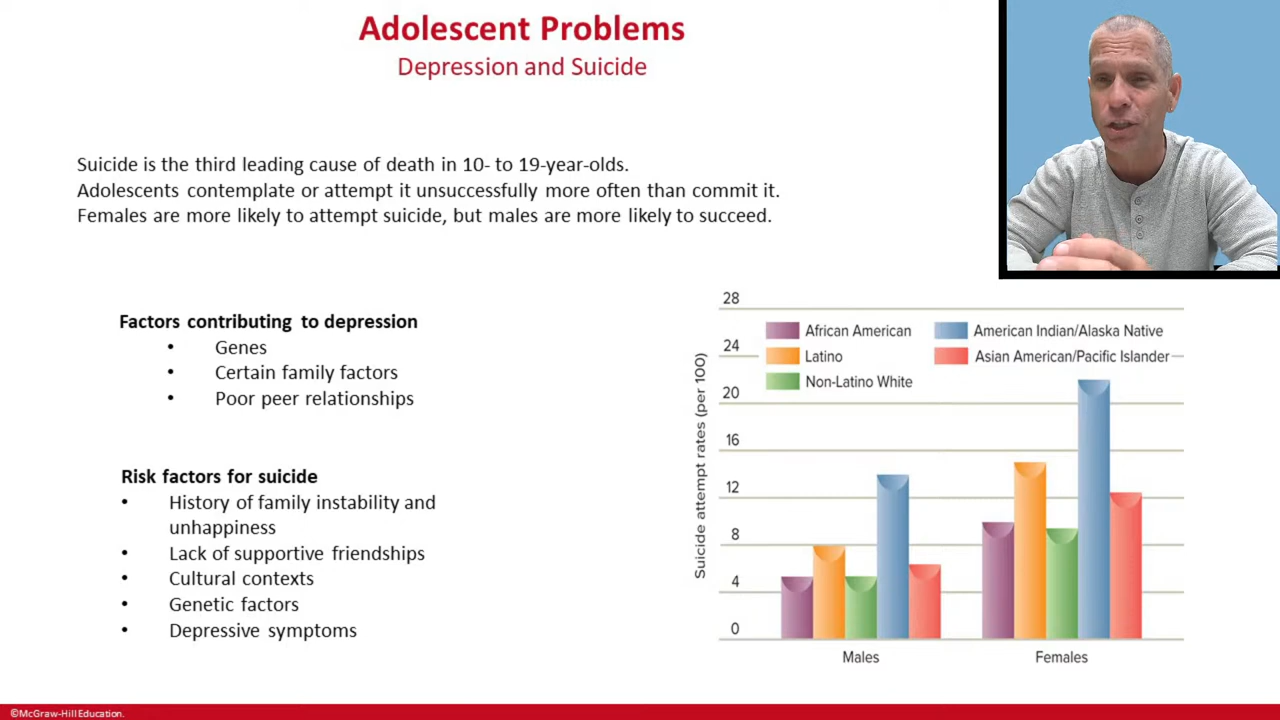 Adolescent Problems
Depression and Suicide
Suicide is the third leading cause of death in 10- to 19-year-olds.
Adolescents contemplate or attempt it unsuccessfully more often than commit it.
Females are more likely to attempt suicide, but males are more likely to succeed.
Factors contributing to depression
• Genes
• Certain family factors
• Poor peer relationships
Risk factors for suicide
• History of family instability and
unhappiness
• Lack of supportive friendships
• Cultural contexts
• Genetic factors
• Depressive symptoms
Suicide attempt rates (per 100)
28
24
20
16
12
8
4
0
African American
American Indian/Alaska Native
Latino
Asian American/Pacific Islander
Non-Latino White
Males
Females
©McGraw-Hill Education.